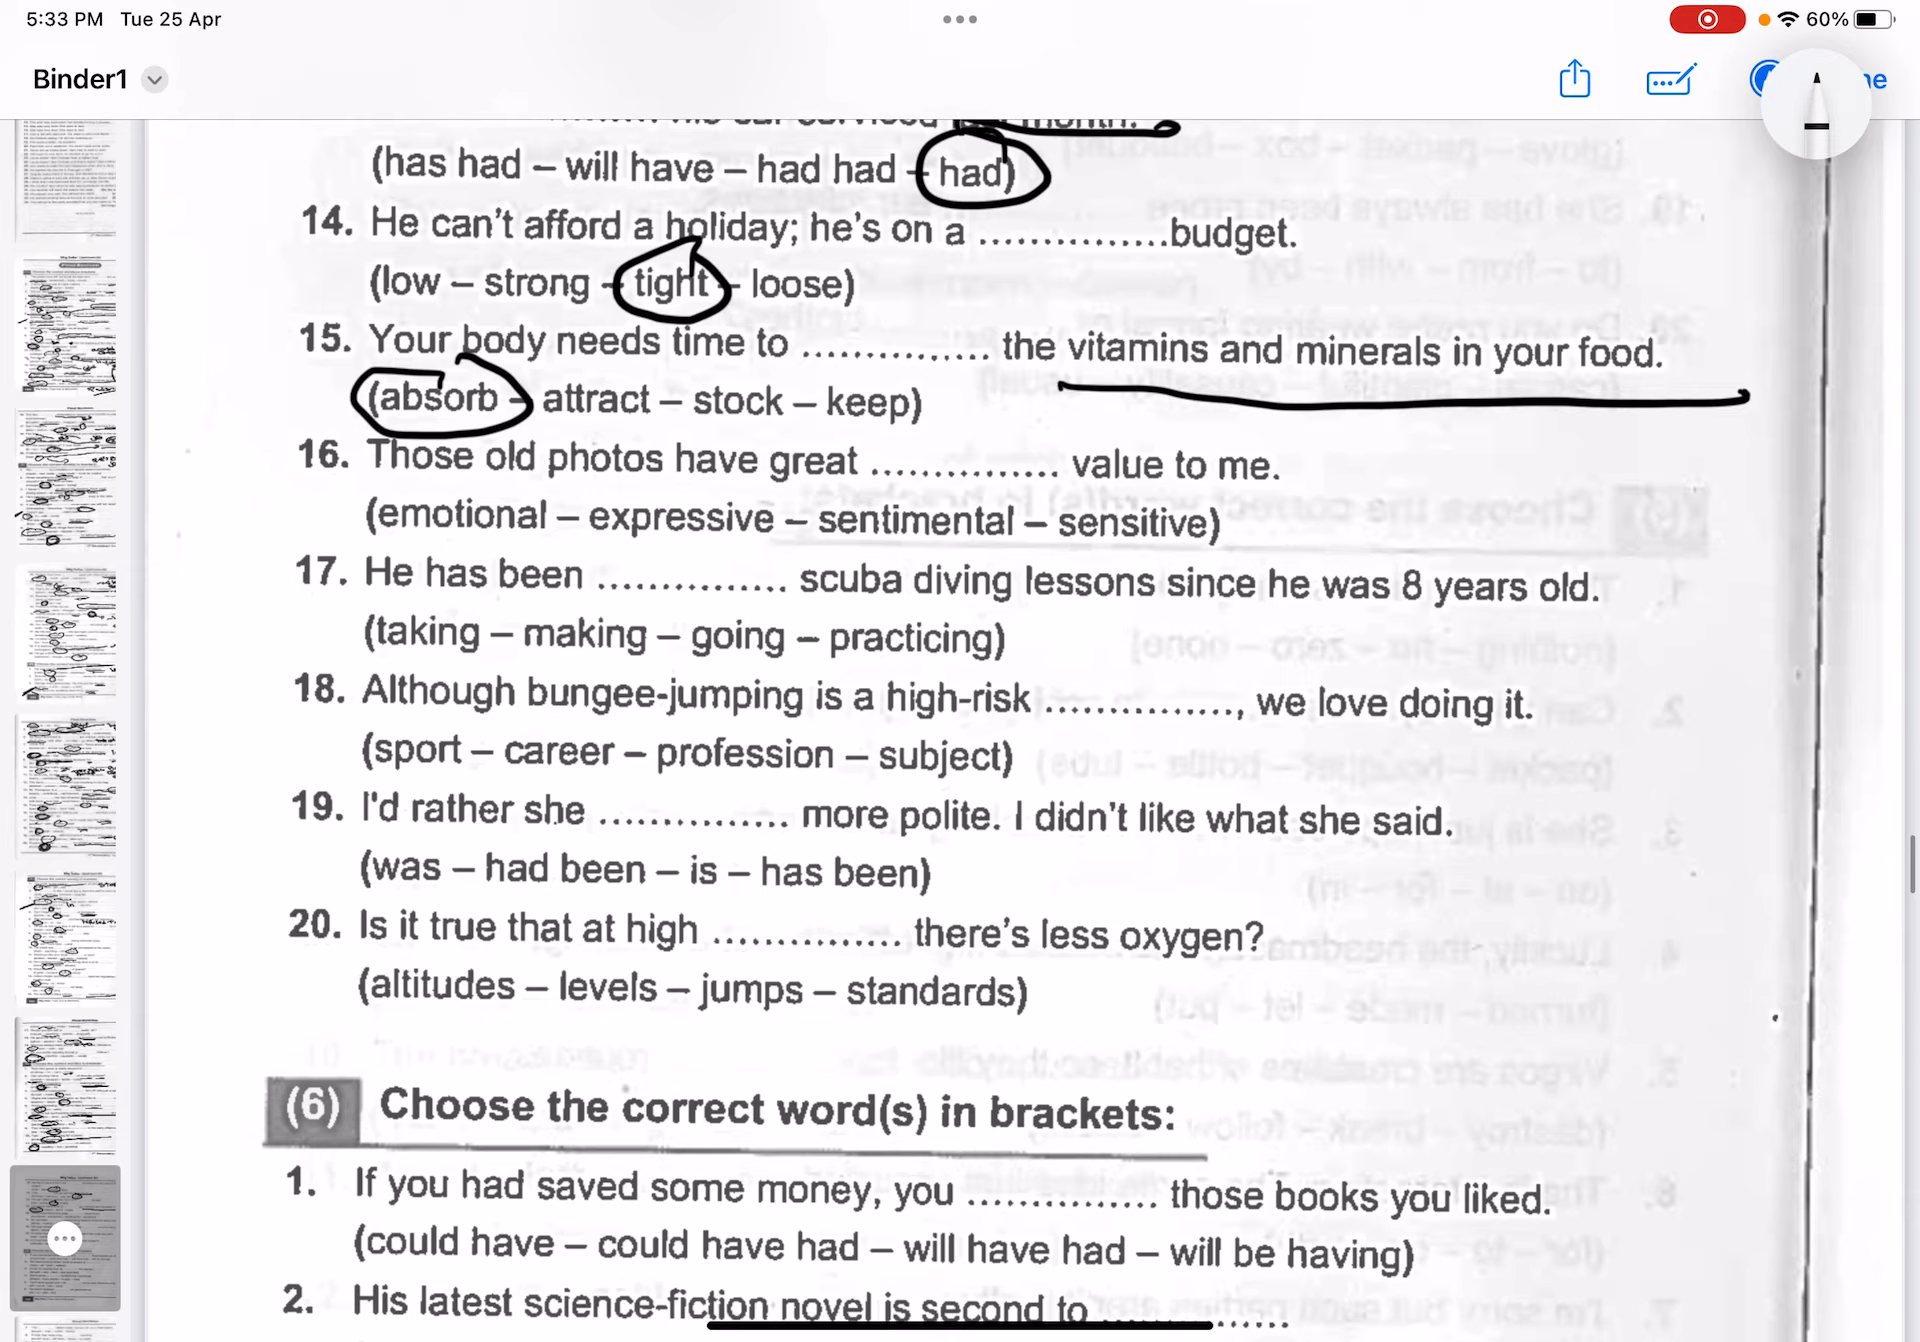 5:33 PM Tue 25 Apr
60%
Binder1
month.
(has had – will have – had had – had)
14. He can't afford a holiday; he's on a ............... budget.
(low – strong – tight – loose)
15. Your body needs time to ............... the vitamins and minerals in your food.
(absorb – attract – stock – keep)
16. Those old photos have great ............... value to me.
(emotional – expressive – sentimental – sensitive)
17. He has been ............... scuba diving lessons since he was 8 years old.
(taking – making – going – practicing)
18. Although bungee-jumping is a high-risk ..............., we love doing it.
(sport – career – profession – subject)
19. I'd rather she ............... more polite. I didn't like what she said.
(was – had been – is – has been)
20. Is it true that at high ............... there's less oxygen?
(altitudes – levels – jumps – standards)
(6) Choose the correct word(s) in brackets:
1. If you had saved some money, you ............... those books you liked.
(could have – could have had – will have had – will be having)
2. His latest science-fiction novel is second to ...............